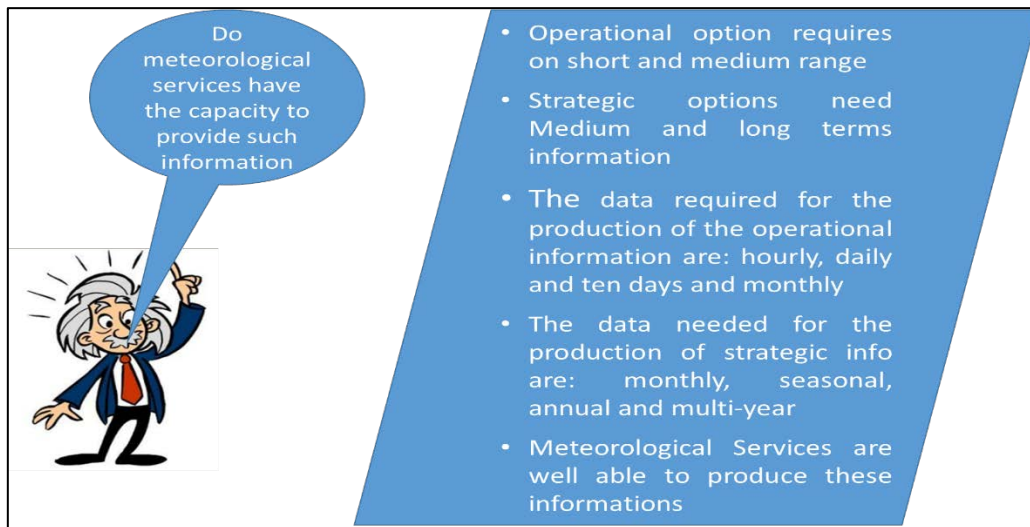 Do
meteorological
services have
the capacity to
provide such
information
• Operational option requires
on short and medium range
• Strategic options need
Medium and long terms
information
• The data required for the
production of the operational
information are: hourly, daily
and ten days and monthly
• The data needed for the
production of strategic info
are: monthly, seasonal,
annual and multi-year
• Meteorological Services are
well able to produce these
informations